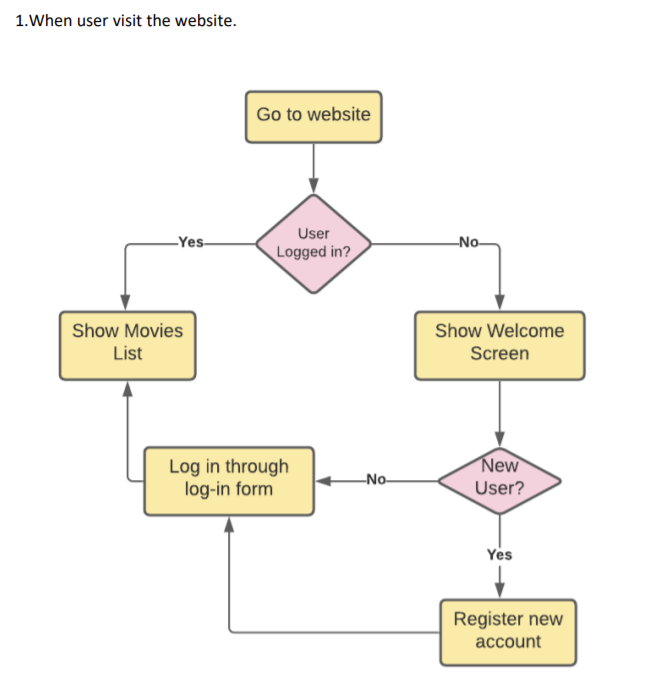 1.When user visit the website.
Go to website
User
Logged in?
Yes
No
Show Movies
List
Show Welcome
Screen
Log in through
log-in form
No
New
User?
Yes
Register new
account